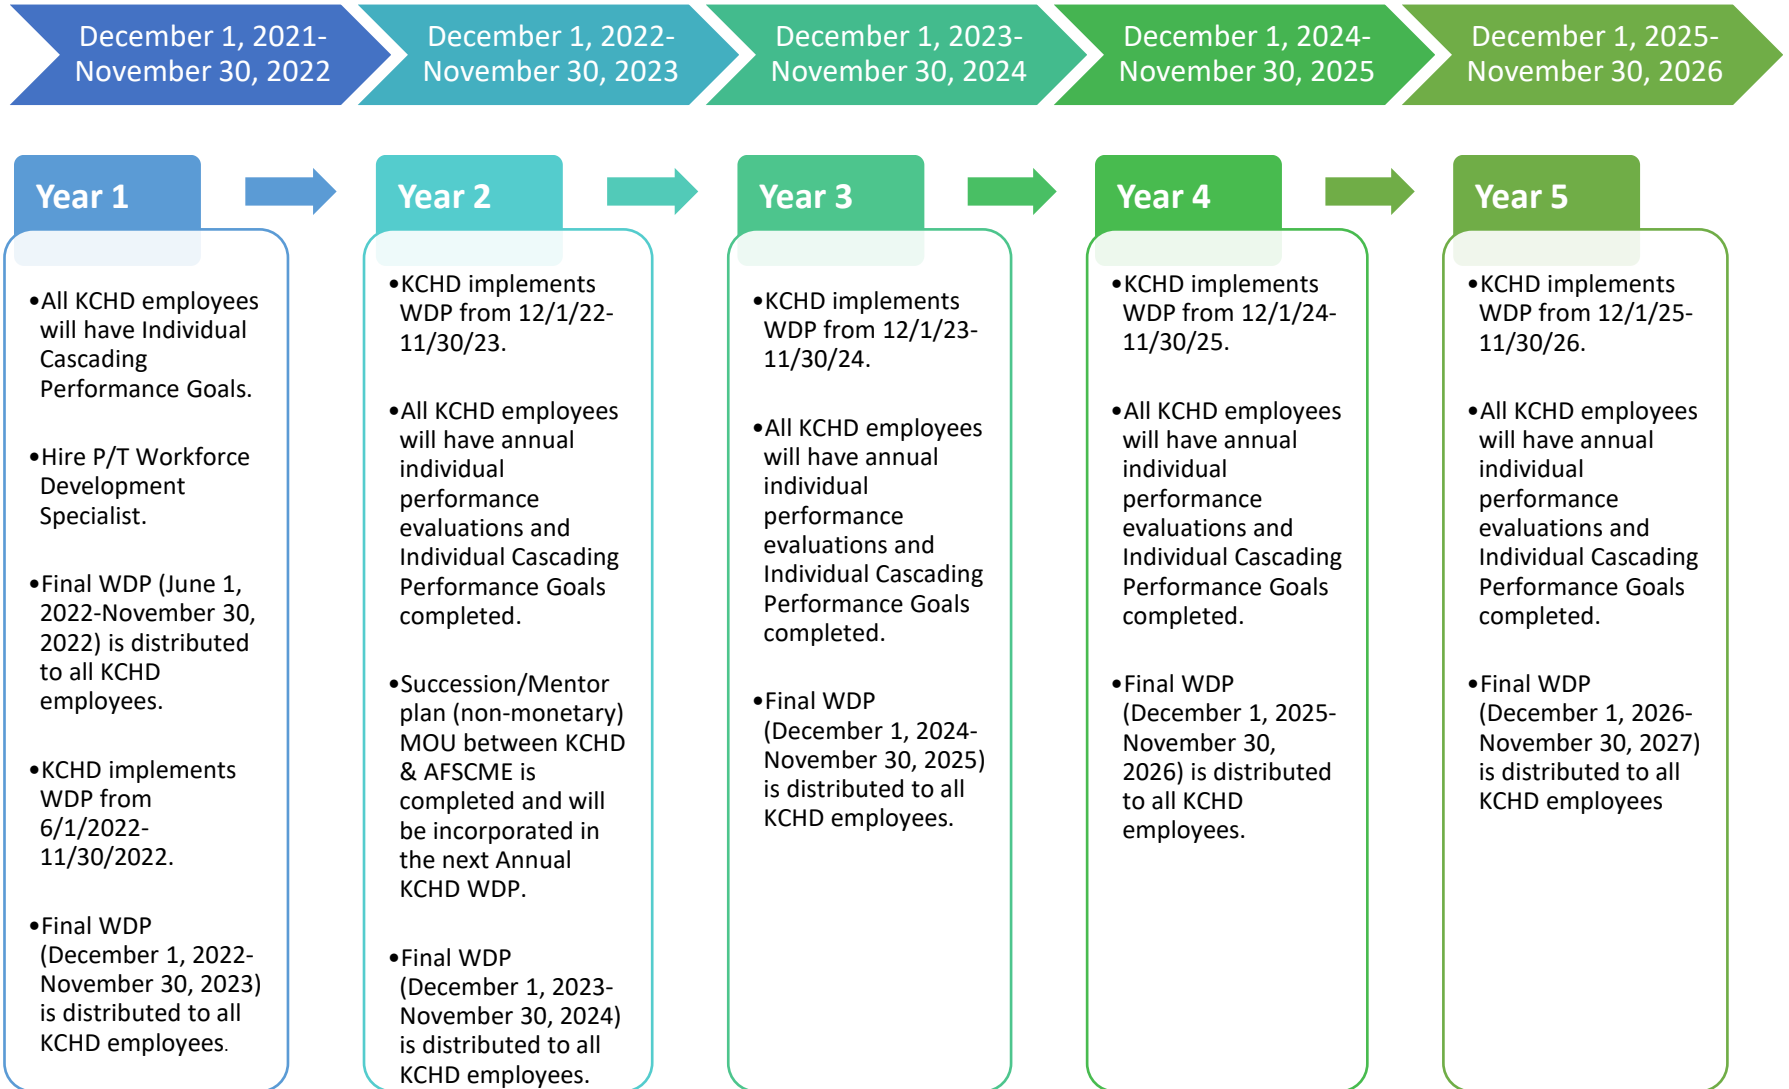 December 1, 2021-
November 30, 2022
December 1, 2022-
November 30, 2023
December 1, 2023-
November 30, 2024
December 1, 2024-
November 30, 2025
December 1, 2025-
November 30, 2026
Year 1
•All KCHD employees
will have Individual
Cascading
Performance Goals.
•Hire P/T Workforce
Development
Specialist.
•Final WDP (June 1,
2022-November 30,
2022) is distributed
to all KCHD
employees.
•KCHD implements
WDP from
6/1/2022-
11/30/2022.
•Final WDP
(December 1, 2022-
November 30, 2023)
is distributed to all
KCHD employees.
Year 2
•KCHD implements
WDP from 12/1/22-
11/30/23.
•All KCHD employees
will have annual
individual
performance
evaluations and
Individual Cascading
Performance Goals
completed.
•Succession/Mentor
plan (non-monetary)
MOU between KCHD
& AFSCME is
completed and will
be incorporated in
the next Annual
KCHD WDP.
•Final WDP
(December 1, 2023-
November 30, 2024)
is distributed to all
KCHD employees.
Year 3
•KCHD implements
WDP from 12/1/23-
11/30/24.
•All KCHD employees
will have annual
individual
performance
evaluations and
Individual Cascading
Performance Goals
completed.
•Final WDP
(December 1, 2024-
November 30, 2025)
is distributed to all
KCHD employees.
Year 4
•KCHD implements
WDP from 12/1/24-
11/30/25.
•All KCHD employees
will have annual
individual
performance
evaluations and
Individual Cascading
Performance Goals
completed.
•Final WDP
(December 1, 2025-
November 30,
2026) is distributed
to all KCHD
employees.
Year 5
•KCHD implements
WDP from 12/1/25-
11/30/26.
•All KCHD employees
will have annual
individual
performance
evaluations and
Individual Cascading
Performance Goals
completed.
•Final WDP
(December 1, 2026-
November 30, 2027)
is distributed to all
KCHD employees